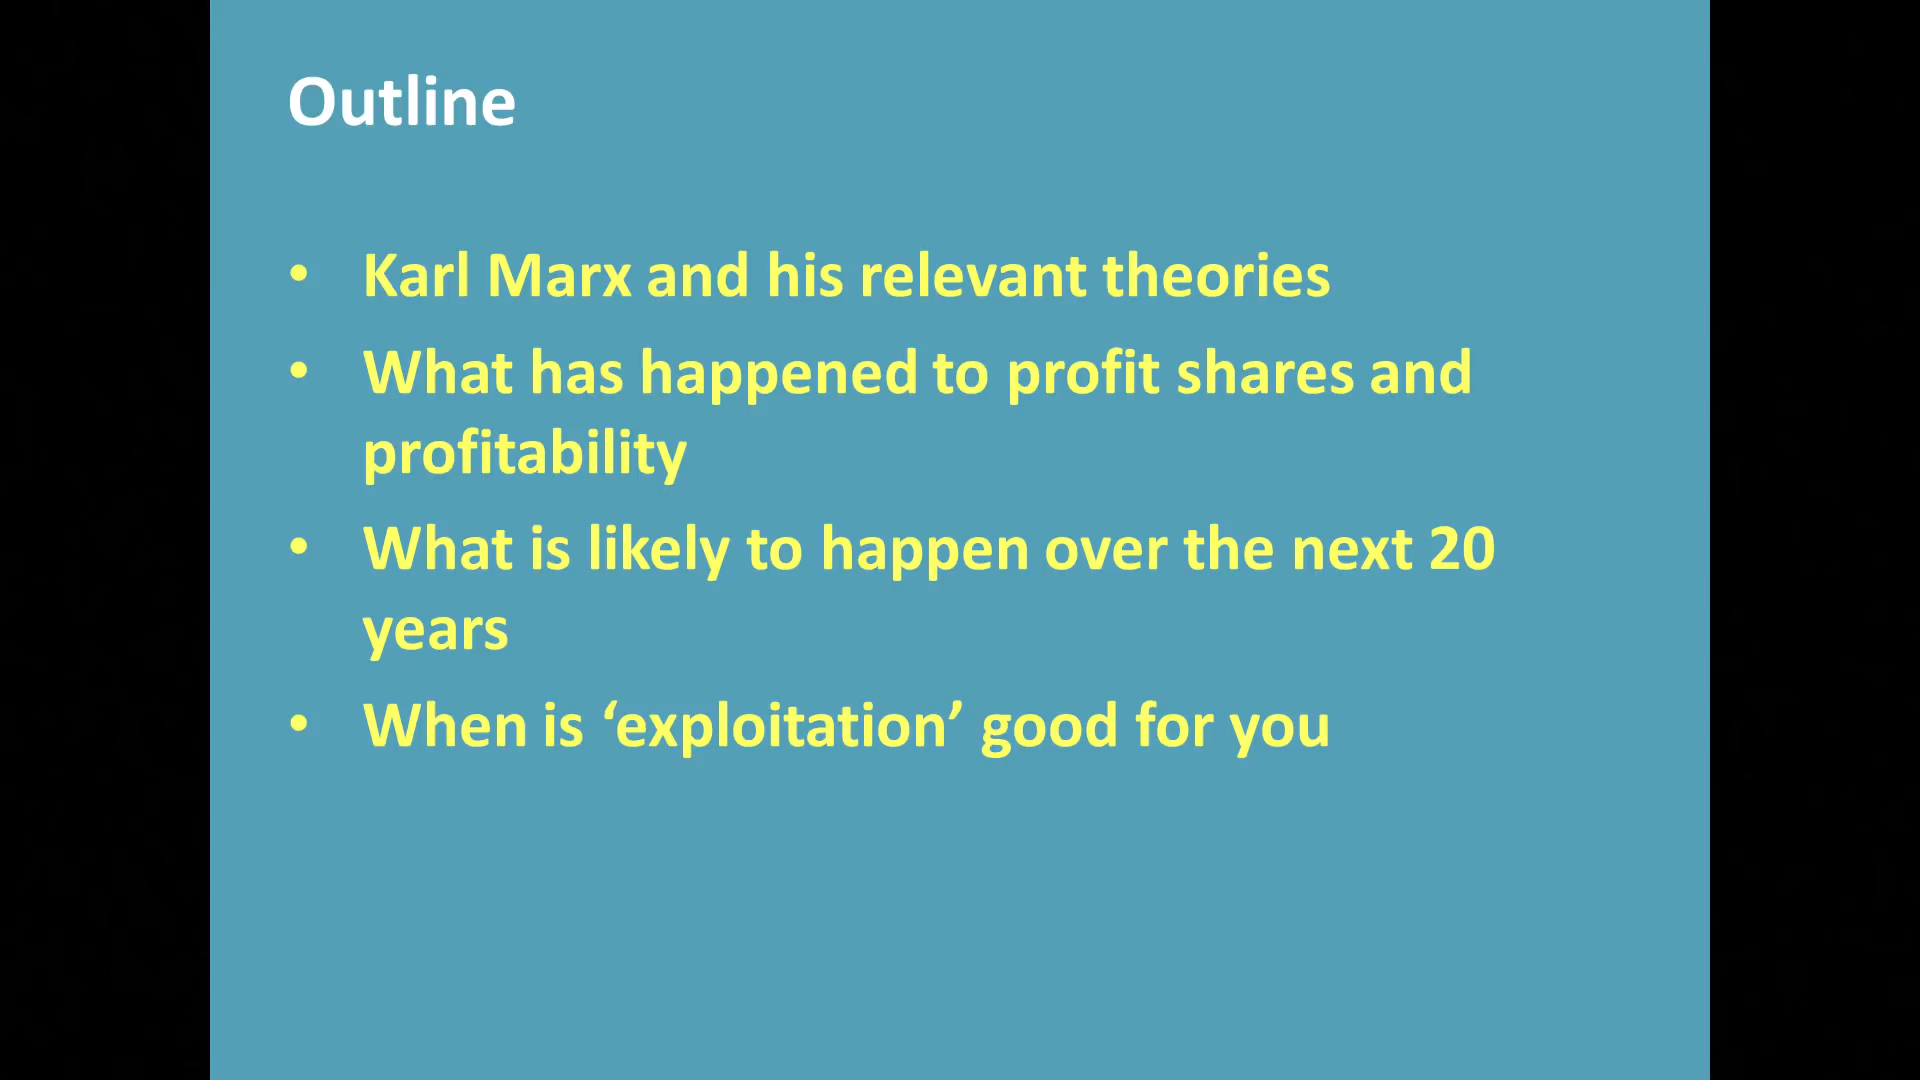 Outline
• Karl Marx and his relevant theories
• What has happened to profit shares and
profitability
• What is likely to happen over the next 20
years
• When is ‘exploitation’ good for you